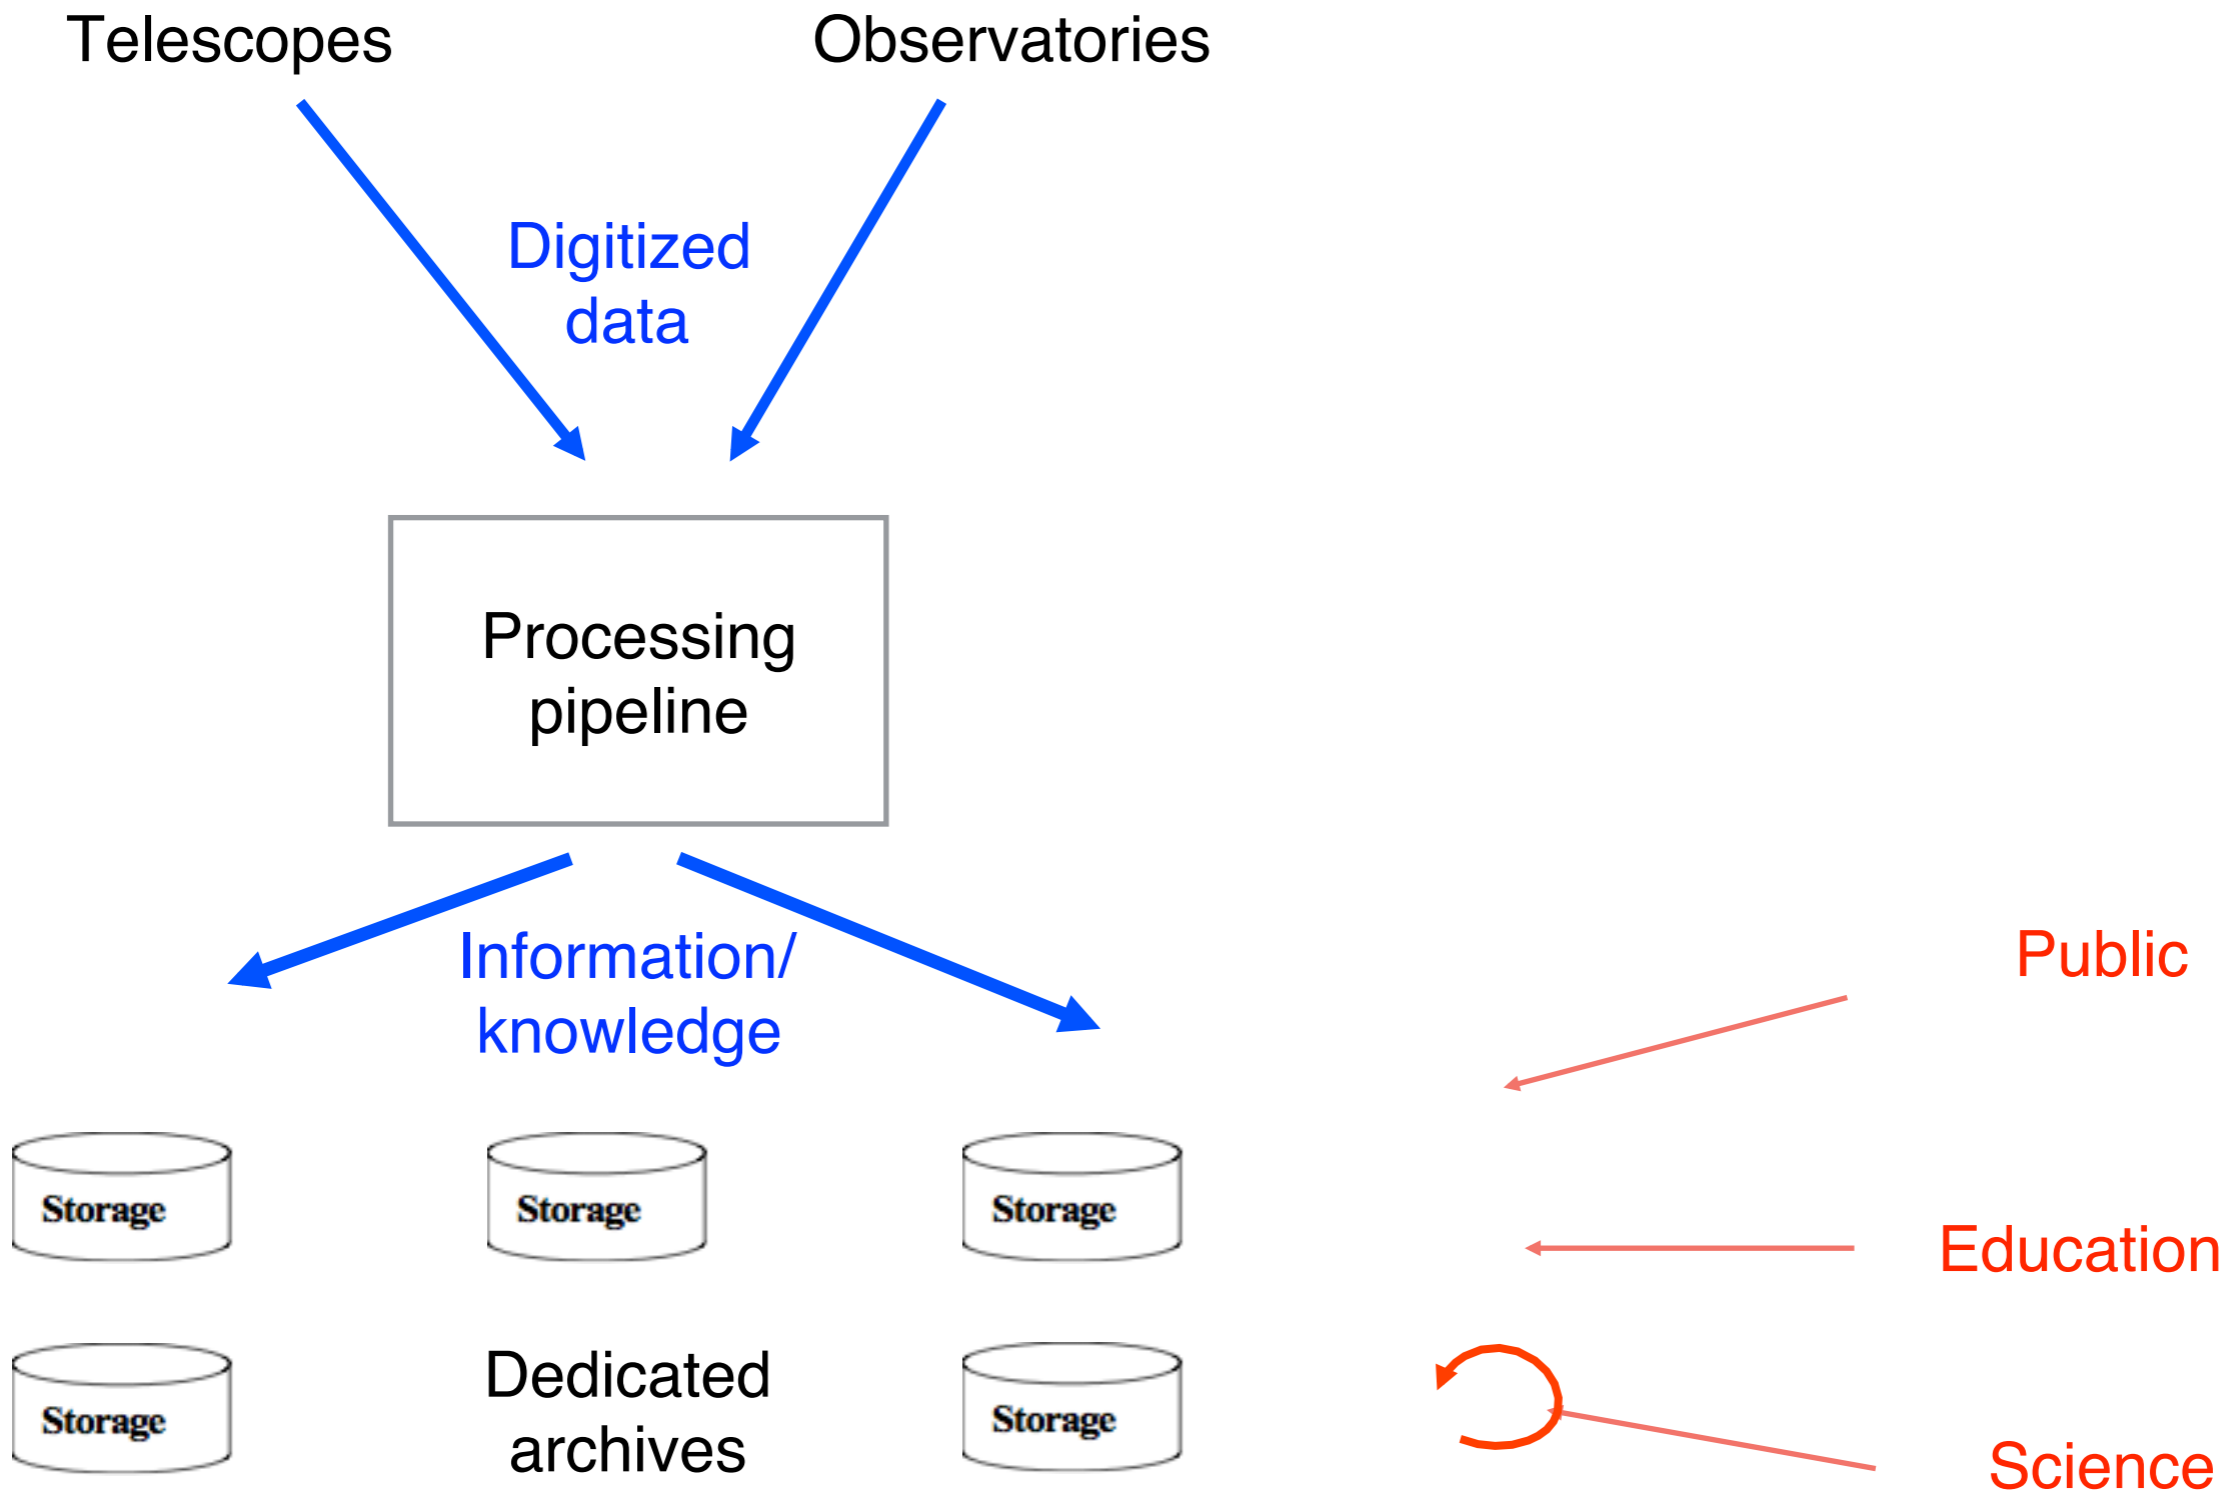 Telescopes
Observatories
Digitized
data
Processing
pipeline
Information/
knowledge
Public
Storage
Storage
Storage
Education
Storage
Dedicated
archives
Storage
Science